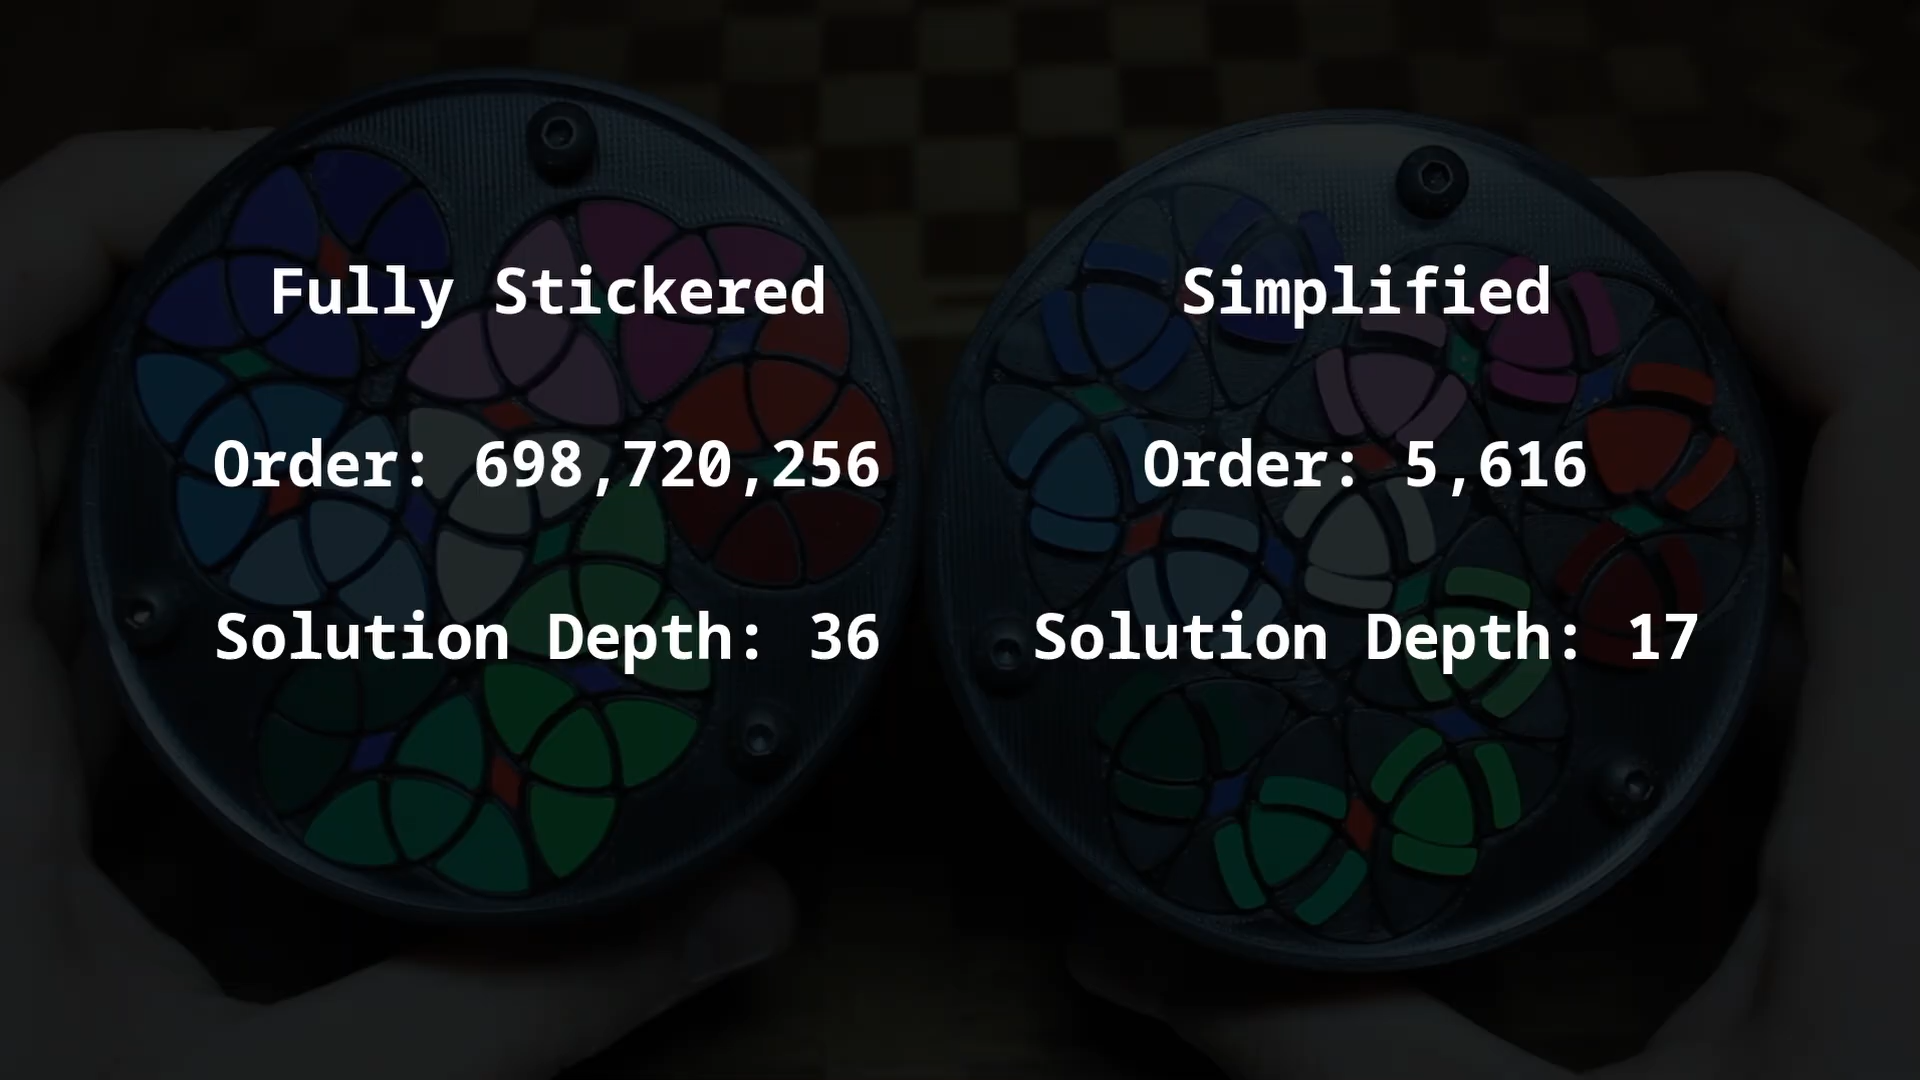 Fully Stickered
Order: 698,720,256
Solution Depth: 36
Simplified
Order: 5,616
Solution Depth: 17